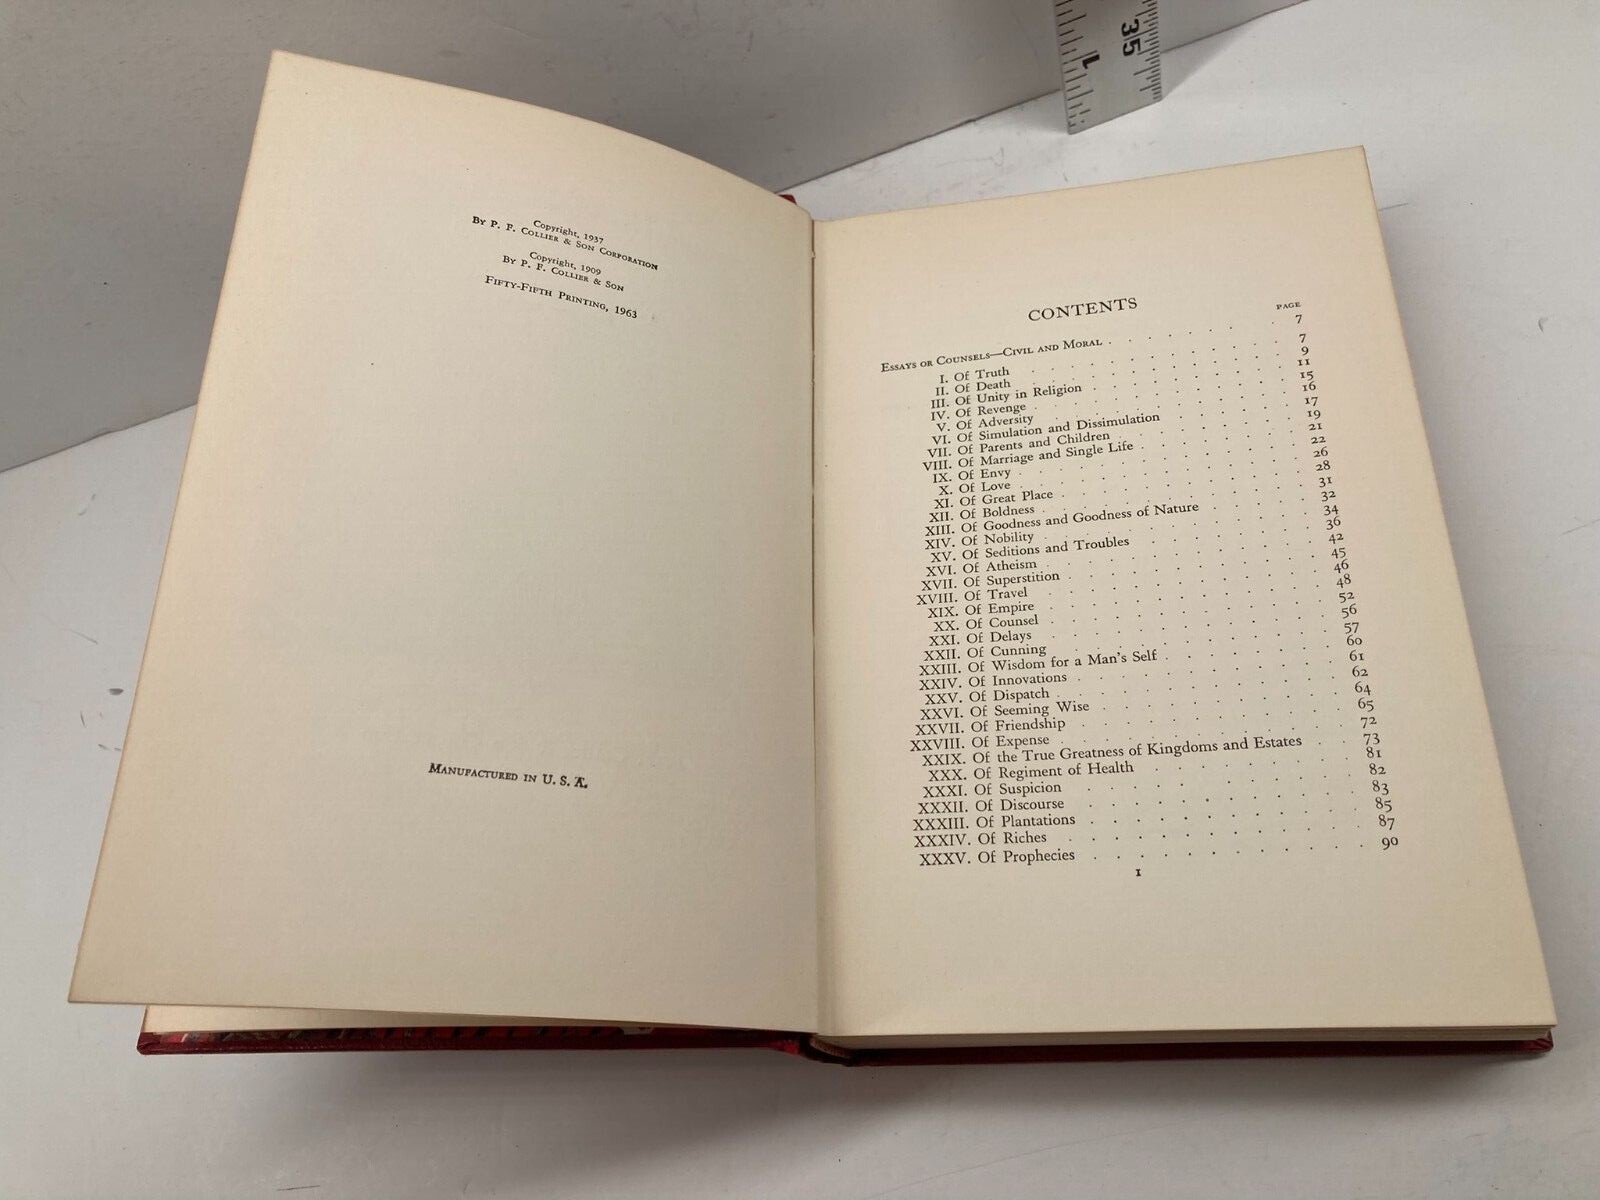 Copyright, 1937
By P. F. Collier & Son Corporation
Copyright, 1909
By P. F. Collier & Son
Fifty-Fifth Printing, 1963
Manufactured in U. S. A.
CONTENTS
PAGE
Essays or Counsels—Civil and Moral . . . . . . . 7
I. Of Truth . . . . . . . . . . 7
II. Of Death . . . . . . . . . . 9
III. Of Unity in Religion . . . . . . . . 11
IV. Of Revenge . . . . . . . . . . 15
V. Of Adversity . . . . . . . . . . 16
VI. Of Simulation and Dissimulation . . . . . 17
VII. Of Parents and Children . . . . . . . 19
VIII. Of Marriage and Single Life . . . . . . 21
IX. Of Envy . . . . . . . . . . 22
X. Of Love . . . . . . . . . . 26
XI. Of Great Place . . . . . . . . . 28
XII. Of Boldness . . . . . . . . . . 31
XIII. Of Goodness and Goodness of Nature . . . . 32
XIV. Of Nobility . . . . . . . . . . 34
XV. Of Seditions and Troubles . . . . . . . 36
XVI. Of Atheism . . . . . . . . . . 42
XVII. Of Superstition . . . . . . . . . 45
XVIII. Of Travel . . . . . . . . . . 46
XIX. Of Empire . . . . . . . . . . 48
XX. Of Counsel . . . . . . . . . . 52
XXI. Of Delays . . . . . . . . . . 56
XXII. Of Cunning . . . . . . . . . . 57
XXIII. Of Wisdom for a Man's Self . . . . . . 60
XXIV. Of Innovations . . . . . . . . . 61
XXV. Of Dispatch . . . . . . . . . . 62
XXVI. Of Seeming Wise . . . . . . . . . 64
XXVII. Of Friendship . . . . . . . . . 65
XXVIII. Of Expense . . . . . . . . . . 72
XXIX. Of the True Greatness of Kingdoms and Estates . . 73
XXX. Of Regiment of Health . . . . . . . 81
XXXI. Of Suspicion . . . . . . . . . . 82
XXXII. Of Discourse . . . . . . . . . . 83
XXXIII. Of Plantations . . . . . . . . . . 85
XXXIV. Of Riches . . . . . . . . . . 87
XXXV. Of Prophecies . . . . . . . . . . 90
1
35
1